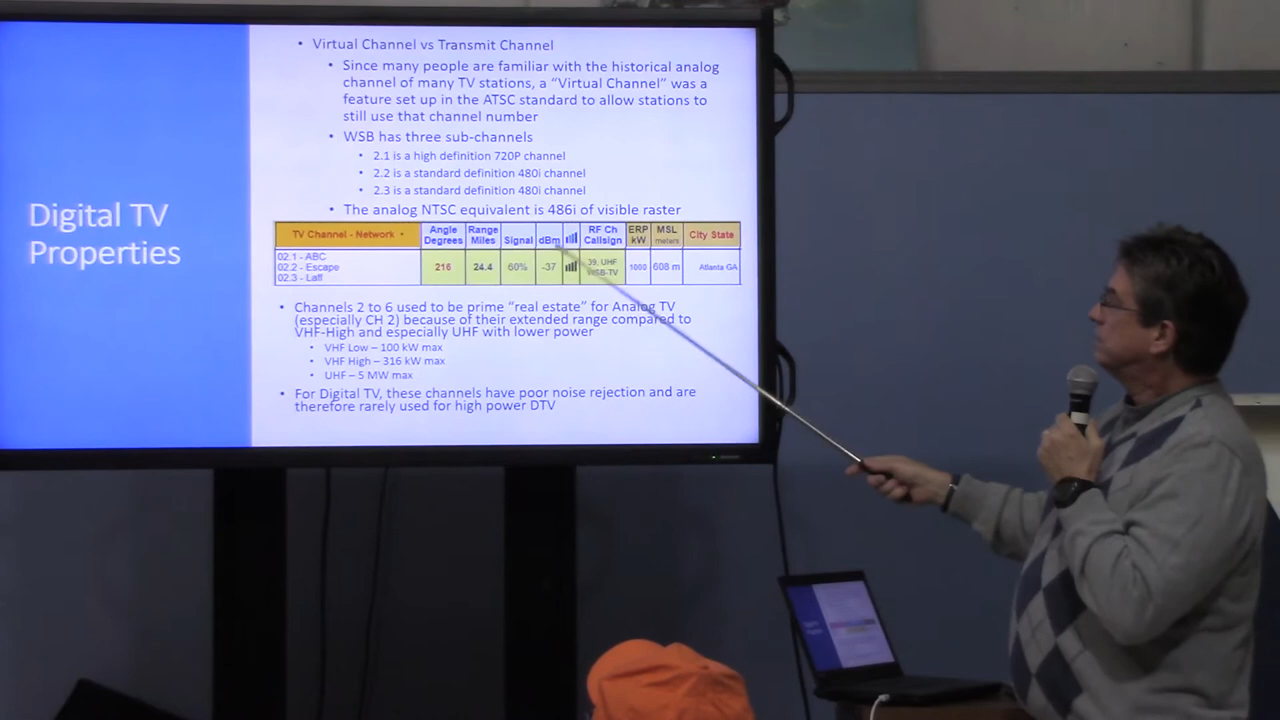 Digital TV
Properties
• Virtual Channel vs Transmit Channel
• Since many people are familiar with the historical analog
channel of many TV stations, a “Virtual Channel” was a
feature set up in the ATSC standard to allow stations to
still use that channel number
• WSB has three sub-channels
• 2.1 is a high definition 720P channel
• 2.2 is a standard definition 480i channel
• 2.3 is a standard definition 480i channel
• The analog NTSC equivalent is 486i of visible raster
TV Channel - Network Angle Degrees Range Miles Signal dBm RF Ch Callsign ERP kW MSL meters City State
02.1 - ABC
02.2 - Escape
02.3 - Laff
216 24.4 60% -37 39, UHF WSB-TV 1000 608 m Atlanta GA
• Channels 2 to 6 used to be prime “real estate” for Analog TV
(especially CH 2) because of their extended range compared to
VHF-High and especially UHF with lower power
• VHF Low – 100 kW max
• VHF High – 316 kW max
• UHF – 5 MW max
• For Digital TV, these channels have poor noise rejection and are
therefore rarely used for high power DTV